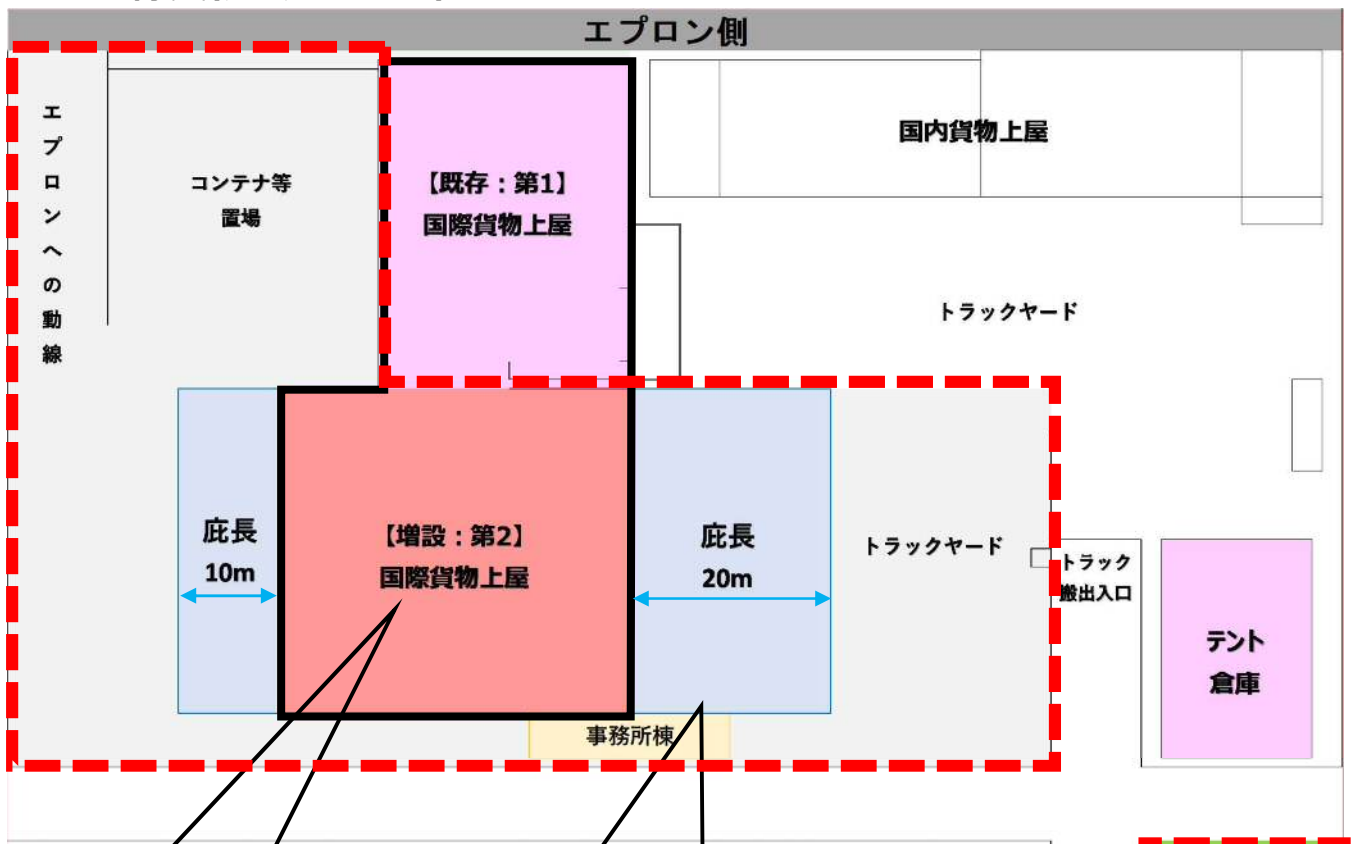 エプロン側
エプロンへの動線
コンテナ等
置場
【既存：第1】
国際貨物上屋
国内貨物上屋
トラックヤード
庇長
10m
【増設：第2】
国際貨物上屋
庇長
20m
トラックヤード
トラック
搬出入口
テント
倉庫
事務所棟